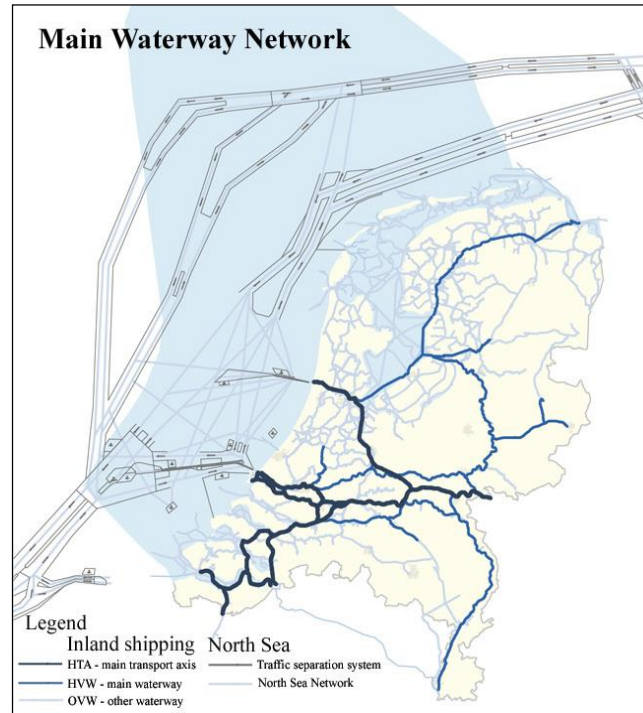 Main Waterway Network
Legend
Inland shipping North Sea
HTA - main transport axis Traffic separation system
HVW - main waterway North Sea Network
OVW - other waterway